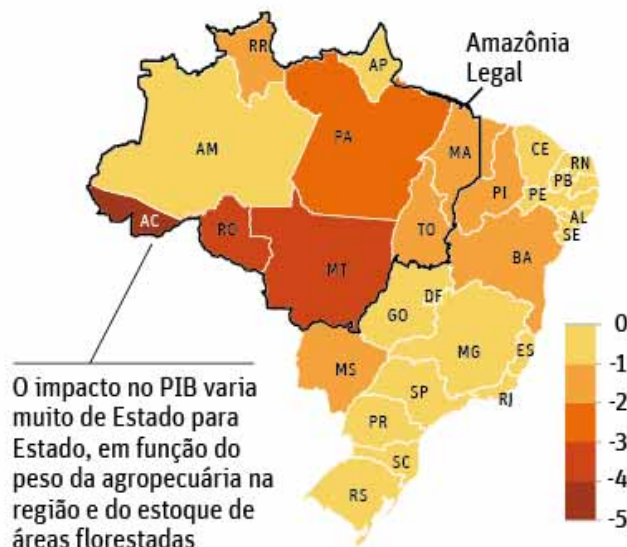 RR
AP
Amazônia
Legal
AM
PA
MA
CE
RN
PB
PI
PE
AL
SE
AC
RO
TO
BA
MT
DF
GO
MG
ES
MS
SP
RJ
PR
SC
RS
0
-1
-2
-3
-4
-5
O impacto no PIB varia
muito de Estado para
Estado, em função do
peso da agropecuária na
região e do estoque de
áreas florestadas